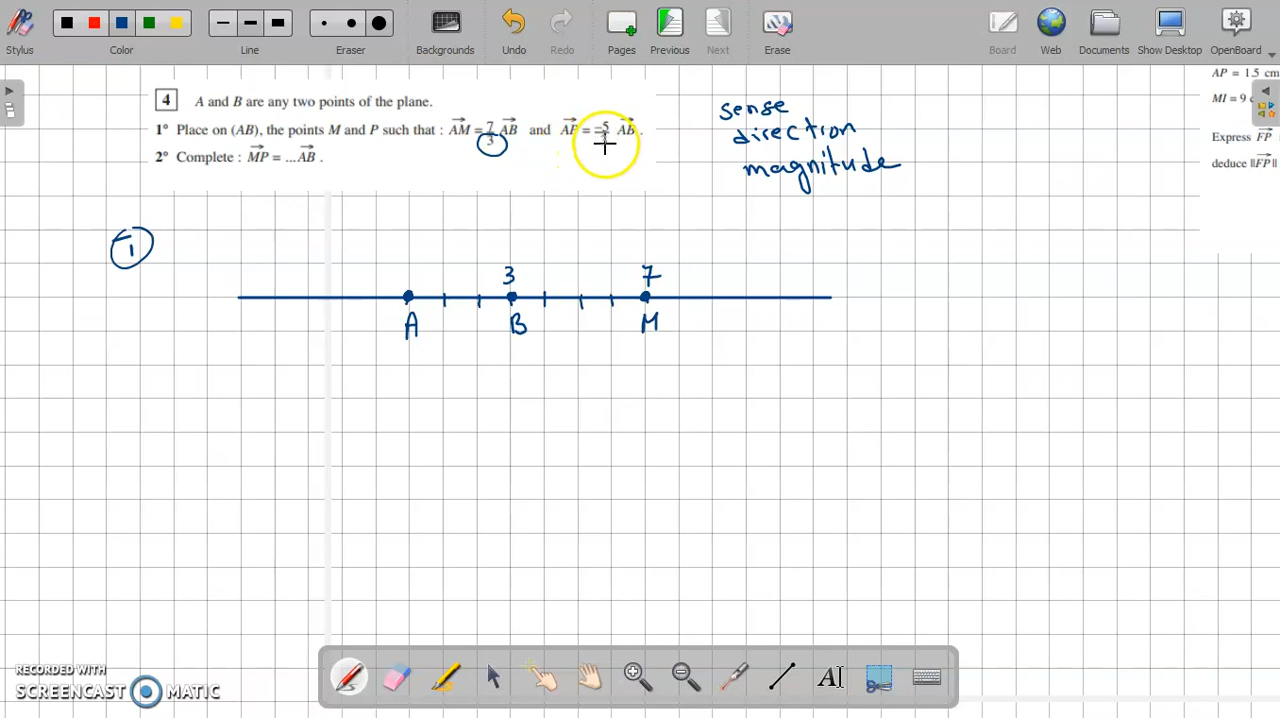 Stylus
Color
Line
Eraser
Backgrounds
Undo
Redo
Pages
Previous
Next
Erase
Board
Web
Documents
Show Desktop
OpenBoard
4 A and B are any two points of the plane.
1° Place on (AB), the points M and P such that : AM = 7/3 AB and AP = –5/3 AB .
2° Complete : MP = ... AB .
sense
direction
magnitude
AP = 1.5 cm
MI = 9
Express FP
deduce ||FP||
1
3 7
A B M
RECORDED WITH
SCREENCAST MATIC